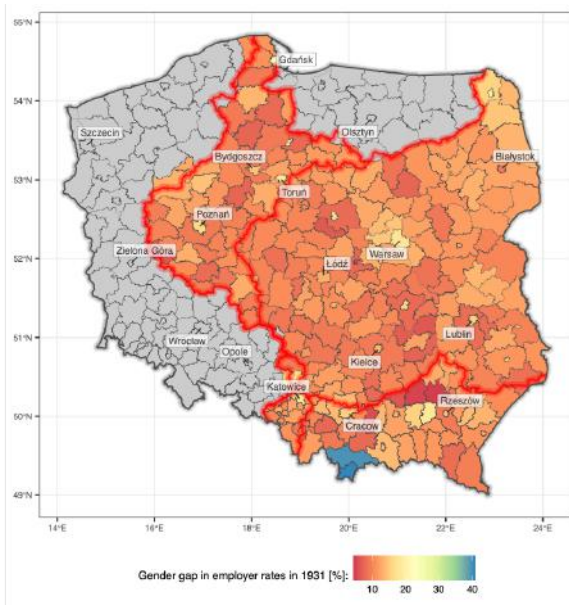 55°N
Gdańsk
54°N
Szczecin
Olsztyn
Bydgoszcz
Białystok
53°N
Toruń
Poznań
Zielona Góra
Warsaw
52°N
Łódź
51°N
Wrocław
Lublin
Opole
Kielce
Katowice
Rzeszów
50°N
Cracow
49°N
14°E 16°E 18°E 20°E 22°E 24°E
Gender gap in employer rates in 1931 [%]:
10 20 30 40